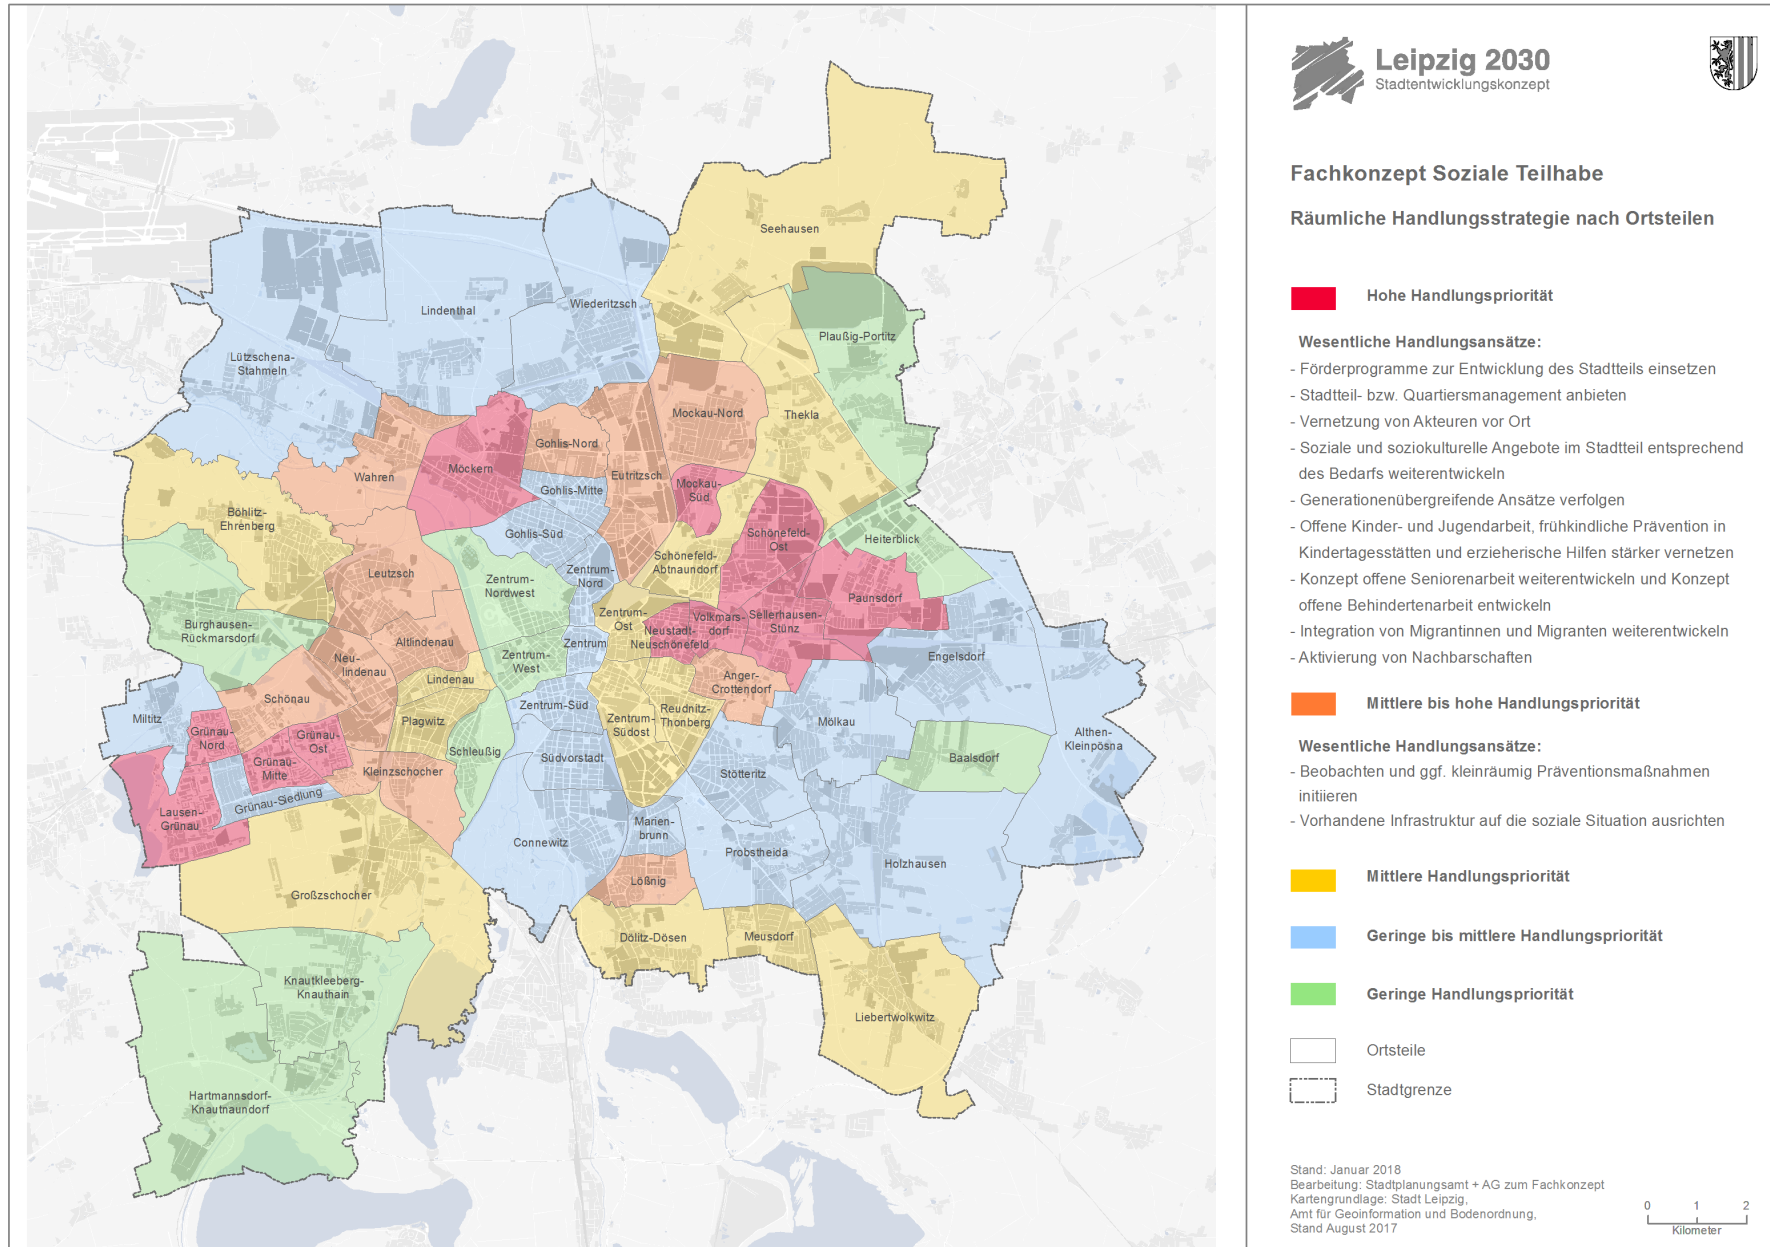 Leipzig 2030
Stadtentwicklungskonzept
Fachkonzept Soziale Teilhabe
Räumliche Handlungsstrategie nach Ortsteilen
Hohe Handlungspriorität
Wesentliche Handlungsansätze:
- Förderprogramme zur Entwicklung des Stadtteils einsetzen
- Stadtteil- bzw. Quartiersmanagement anbieten
- Vernetzung von Akteuren vor Ort
- Soziale und soziokulturelle Angebote im Stadtteil entsprechend
des Bedarfs weiterentwickeln
- Generationenübergreifende Ansätze verfolgen
- Offene Kinder- und Jugendarbeit, frühkindliche Prävention in
Kindertagesstätten und erzieherische Hilfen stärker vernetzen
- Konzept offene Seniorenarbeit weiterentwickeln und Konzept
offene Behindertenarbeit entwickeln
- Integration von Migrantinnen und Migranten weiterentwickeln
- Aktivierung von Nachbarschaften
Mittlere bis hohe Handlungspriorität
Wesentliche Handlungsansätze:
- Beobachten und ggf. kleinräumig Präventionsmaßnahmen
initiieren
- Vorhandene Infrastruktur auf die soziale Situation ausrichten
Mittlere Handlungspriorität
Geringe bis mittlere Handlungspriorität
Geringe Handlungspriorität
Ortsteile
Stadtgrenze
Stand: Januar 2018
Bearbeitung: Stadtplanungsamt + AG zum Fachkonzept
Kartengrundlage: Stadt Leipzig,
Amt für Geoinformation und Bodenordnung,
Stand August 2017
0 1 2
Kilometer
Seehausen
Wiederitzsch
Lindenthal
Plaußig-Portitz
Lützschena-
Stahmeln
Mockau-Nord
Thekla
Gohlis-Nord
Möckern
Wahren
Eutritzsch
Mockau-
Süd
Gohlis-Mitte
Böhlitz-
Ehrenberg
Gohlis-Süd
Schönefeld-
Ost
Heiterblick
Schönefeld-
Abtnaundorf
Zentrum-
Nord
Leutzsch
Zentrum-
Nordwest
Paunsdorf
Zentrum-
Ost
Volkmars-
dorf
Sellerhausen-
Stünz
Burghausen-
Rückmarsdorf
Neustadt-
Neuschönefeld
Altlindenau
Zentrum
Zentrum-
West
Engelsdorf
Neu-
lindenau
Lindenau
Anger-
Crottendorf
Schönau
Zentrum-Süd
Reudnitz-
Thonberg
Miltitz
Plagwitz
Zentrum-
Südost
Mölkau
Althen-
Kleinpösna
Grünau-
Nord
Grünau-
Ost
Schleußig
Südvorstadt
Baalsdorf
Grünau-
Mitte
Kleinzschocher
Stötteritz
Grünau-Siedlung
Lausen-
Grünau
Marien-
brunn
Connewitz
Probstheida
Holzhausen
Lößnig
Großzschocher
Dölitz-Dösen
Meusdorf
Knautkleeberg-
Knauthain
Liebertwolkwitz
Hartmannsdorf-
Knautnaundorf